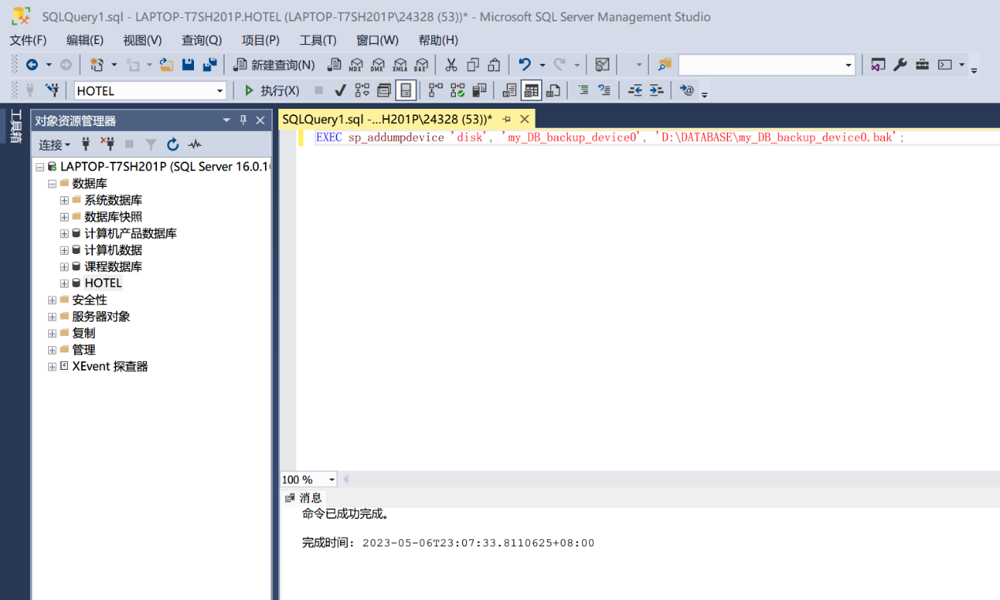 SQLQuery1.sql - LAPTOP-T7SH201P.HOTEL (LAPTOP-T7SH201P\24328 (53))* - Microsoft SQL Server Management Studio
文件(F) 编辑(E) 视图(V) 查询(Q) 项目(P) 工具(T) 窗口(W) 帮助(H)
新建查询(N) MDX DMX XMLA DAX
HOTEL 执行(X)
工具箱
对象资源管理器
连接
LAPTOP-T7SH201P (SQL Server 16.0.1
数据库
系统数据库
数据库快照
计算机产品数据库
计算机数据
课程数据库
HOTEL
安全性
服务器对象
复制
管理
XEvent 探查器
SQLQuery1.sql -...H201P\24328 (53))*
EXEC sp_addumpdevice 'disk', 'my_DB_backup_device0', 'D:\DATABASE\my_DB_backup_device0.bak';
100 %
消息
命令已成功完成。
完成时间: 2023-05-06T23:07:33.8110625+08:00